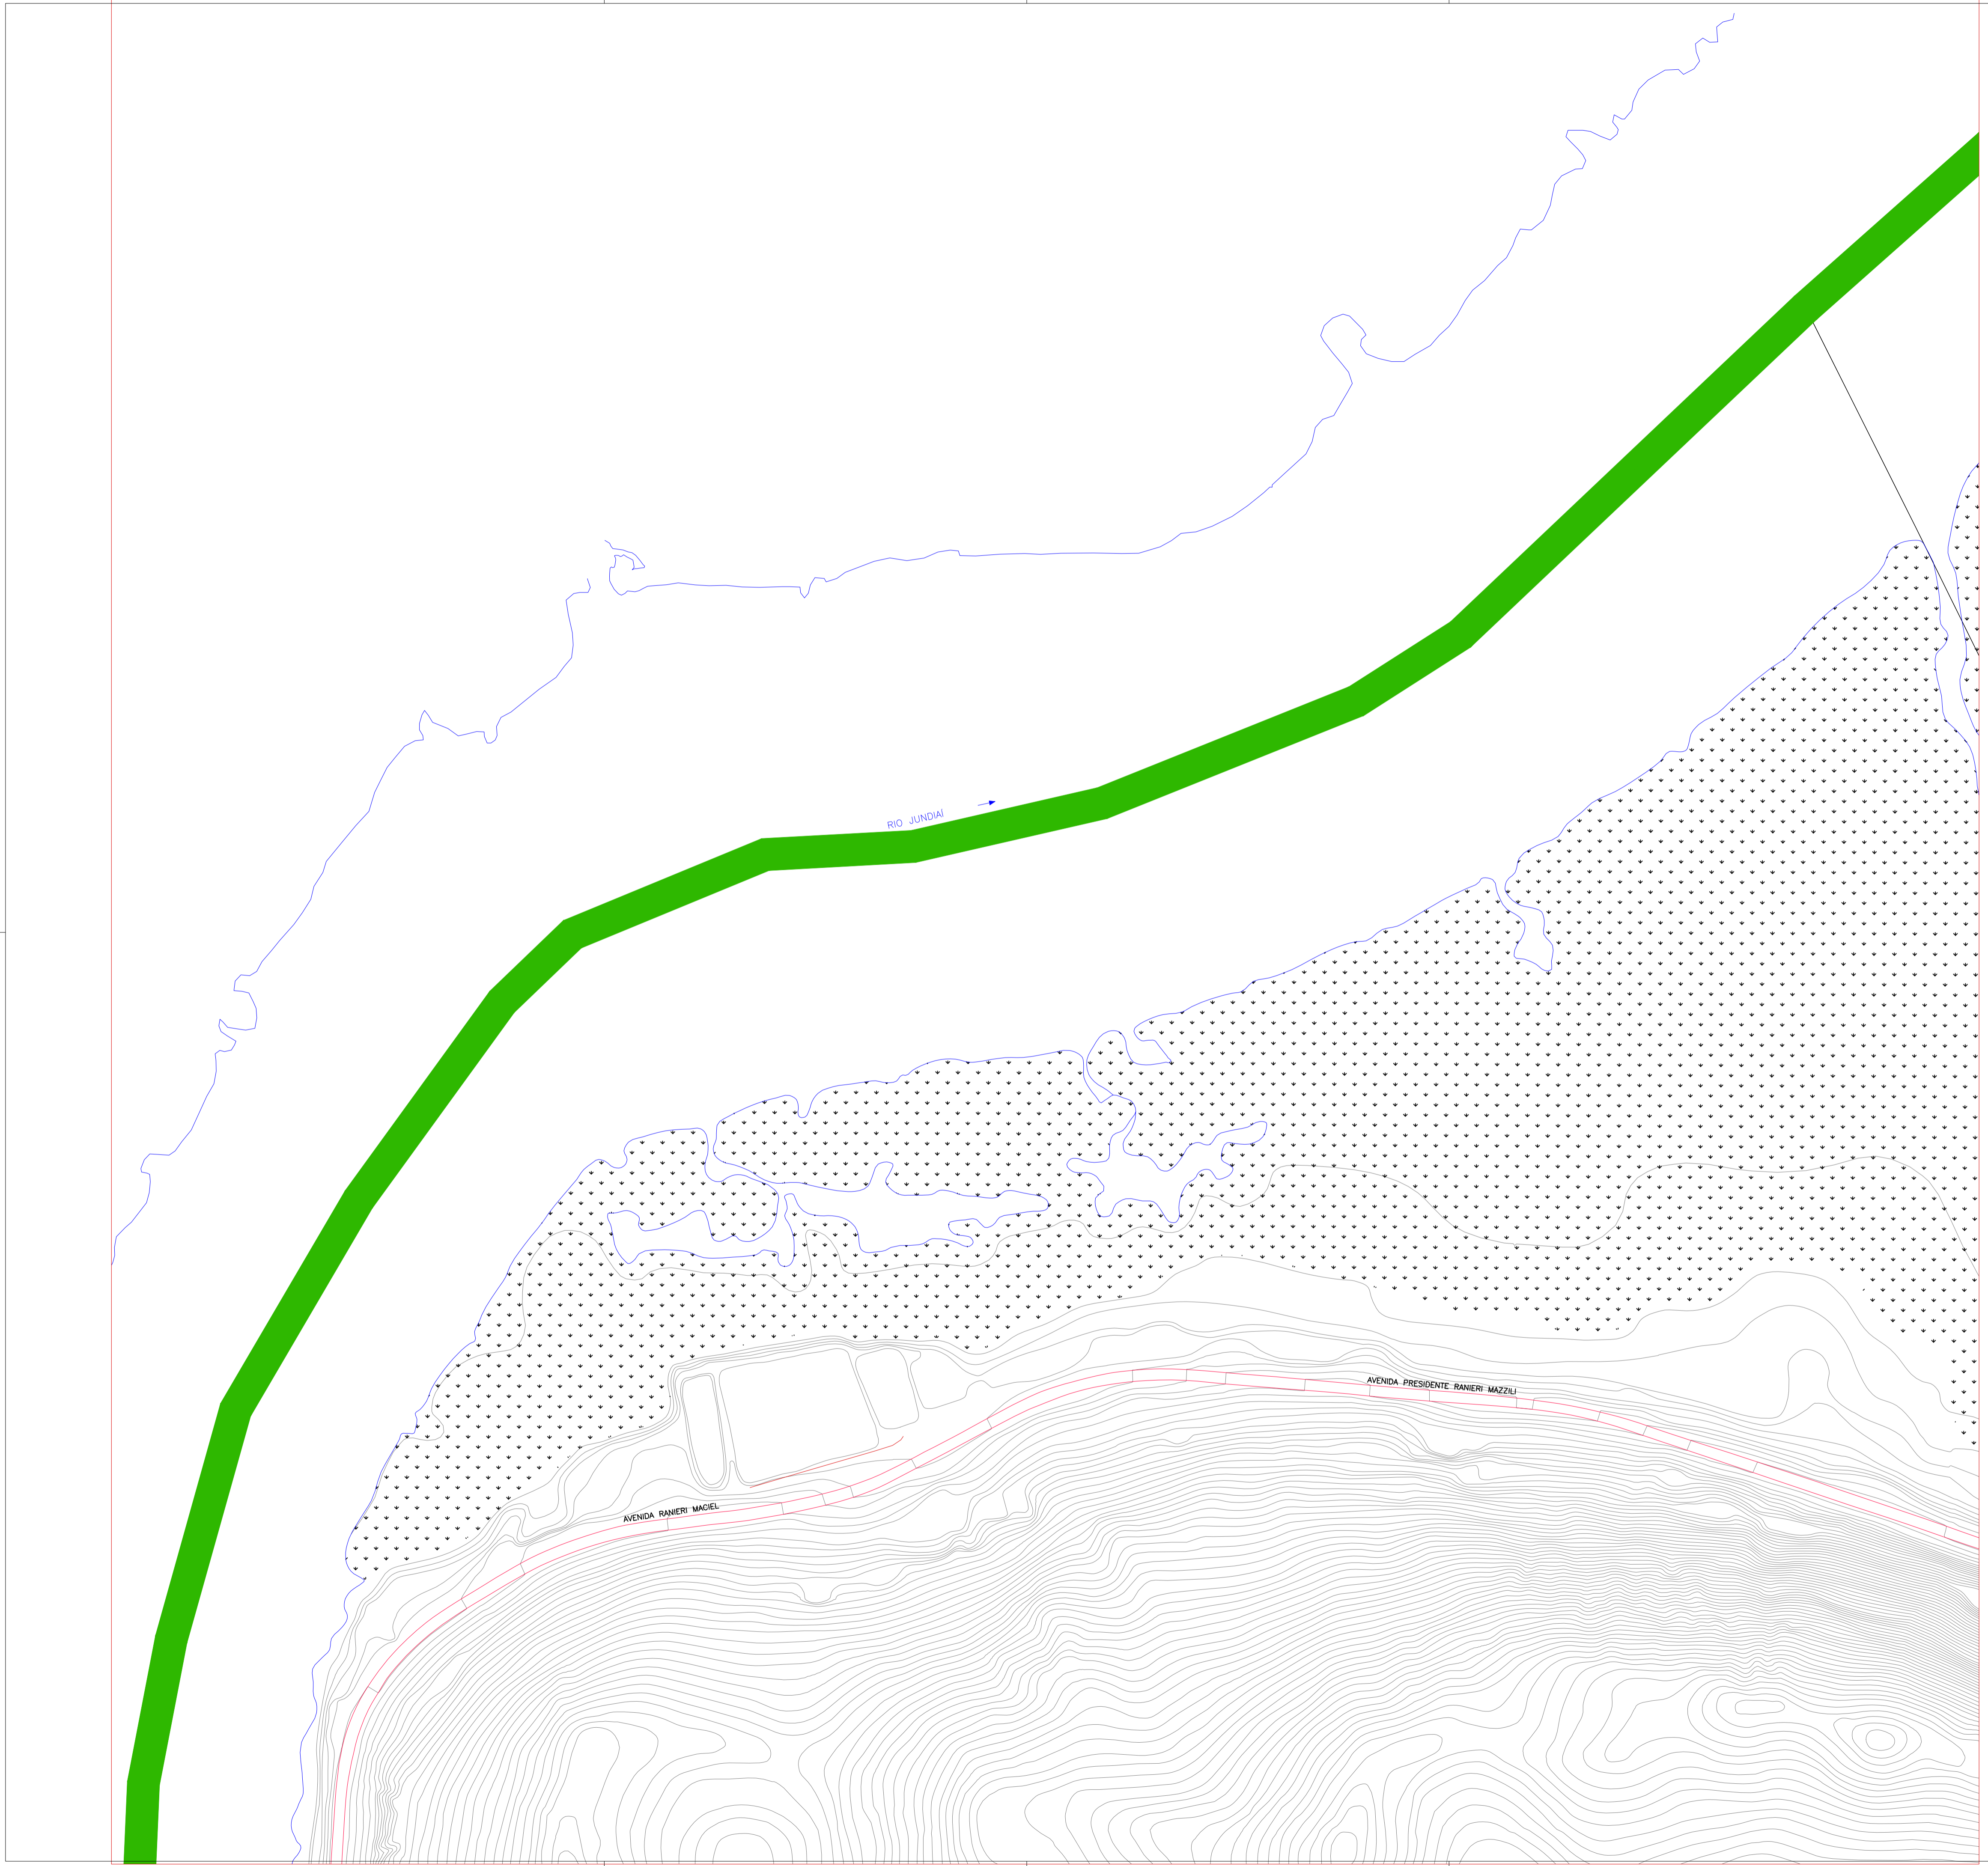 RIO JUNDIAÍ
AVENIDA PRESIDENTE RANIERI MAZZILI
AVENIDA RANIERI MACIEL